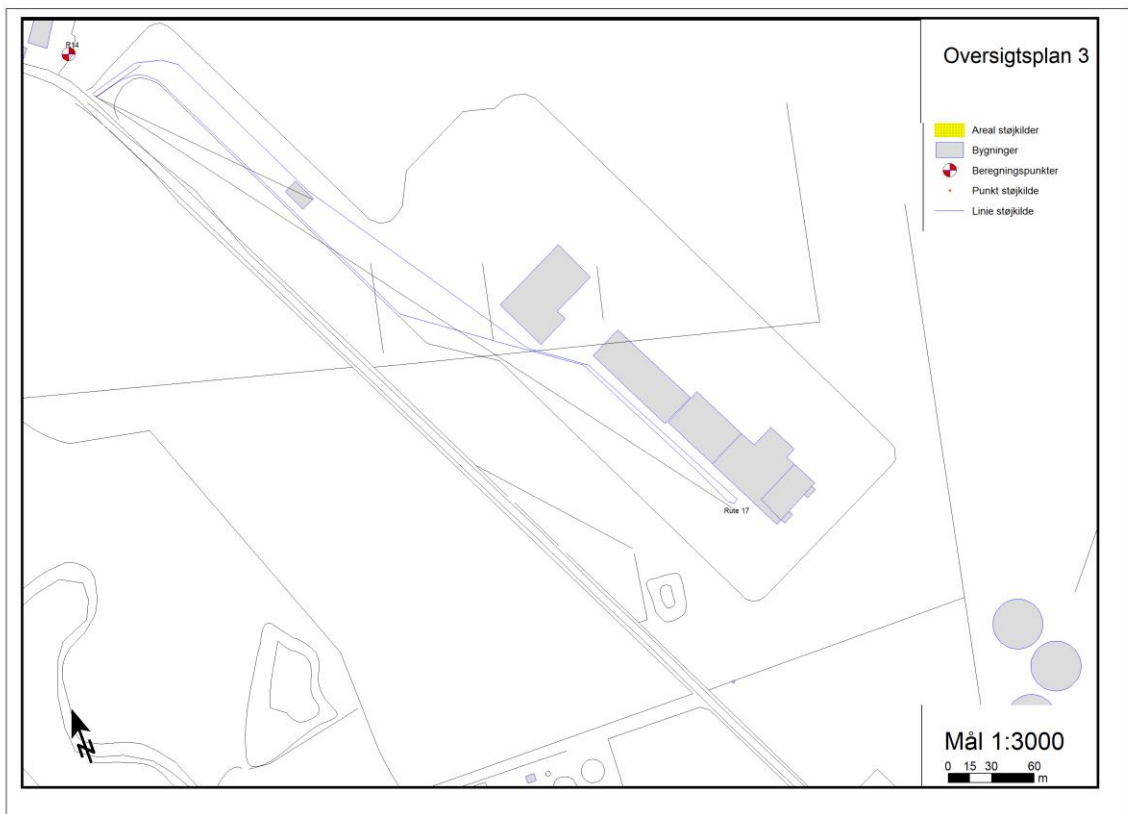 R14
Oversigtsplan 3
Areal støjkilder
Bygninger
Beregningspunkter
Punkt støjkilde
Linie støjkilde
Rute 17
N
Mål 1:3000
0 15 30 60
m